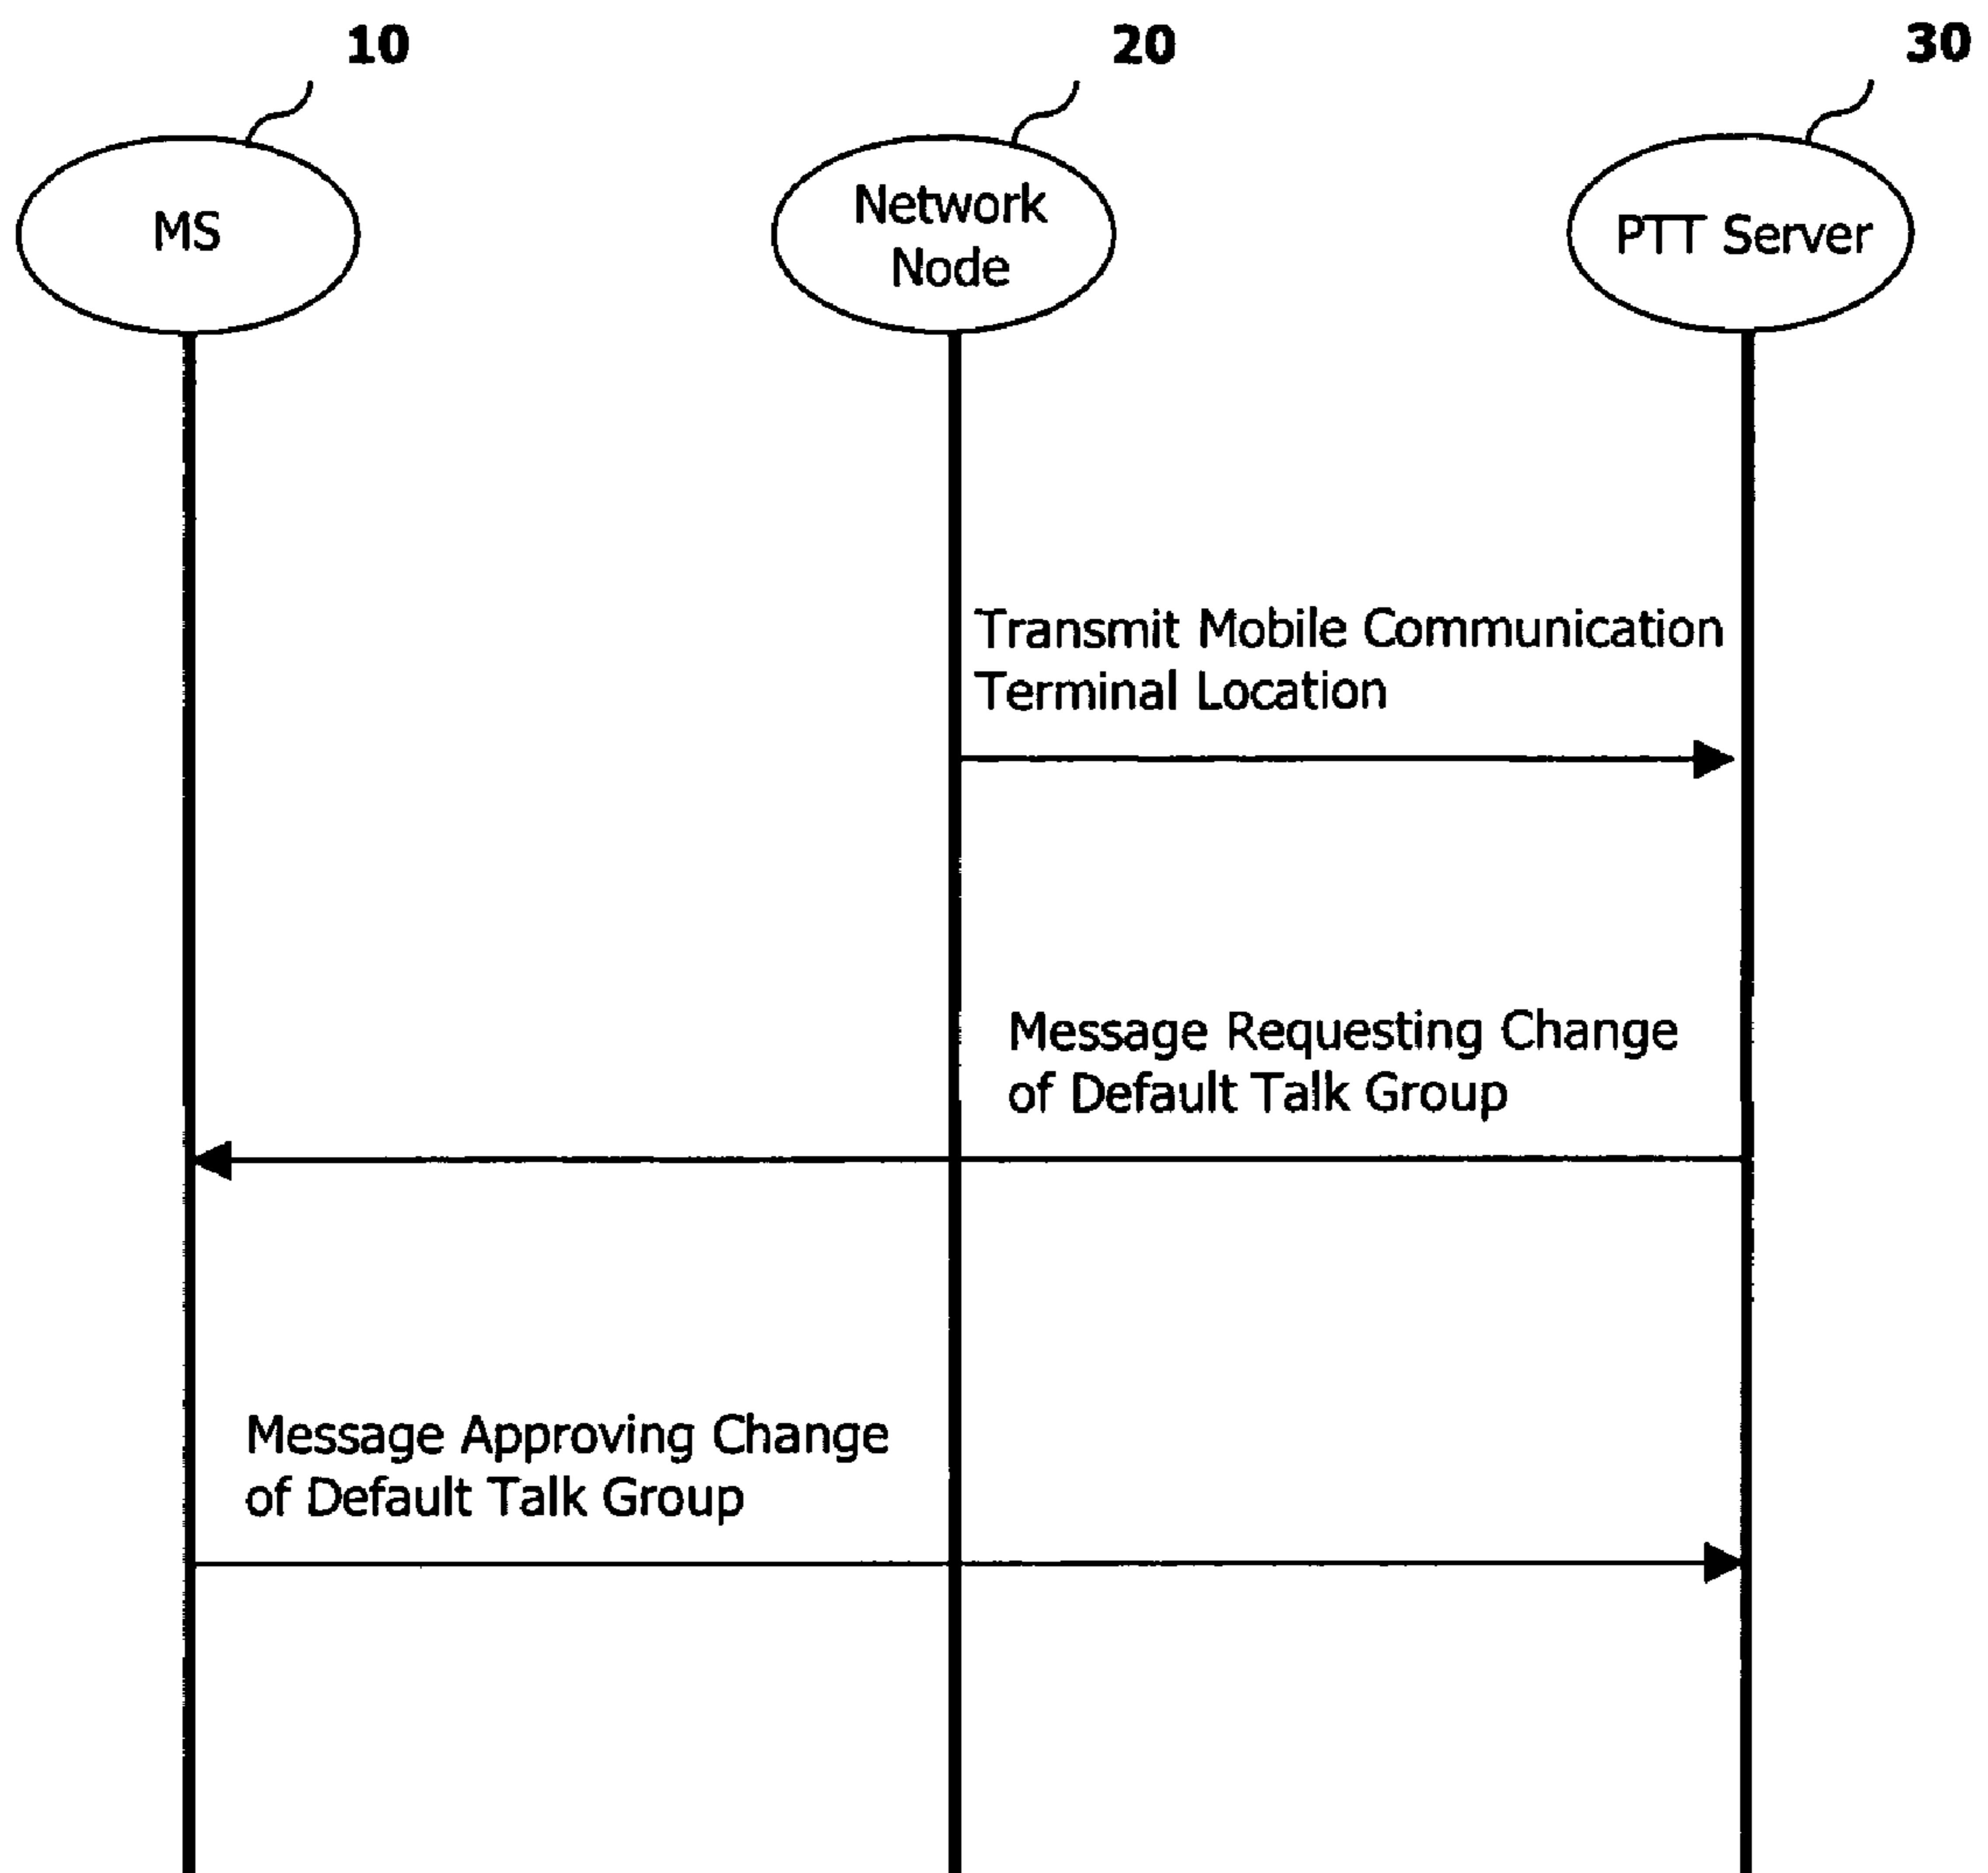 10
20
30
MS
Network
Node
PTT Server
Transmit Mobile Communication
Terminal Location
Message Requesting Change
of Default Talk Group
Message Approving Change
of Default Talk Group